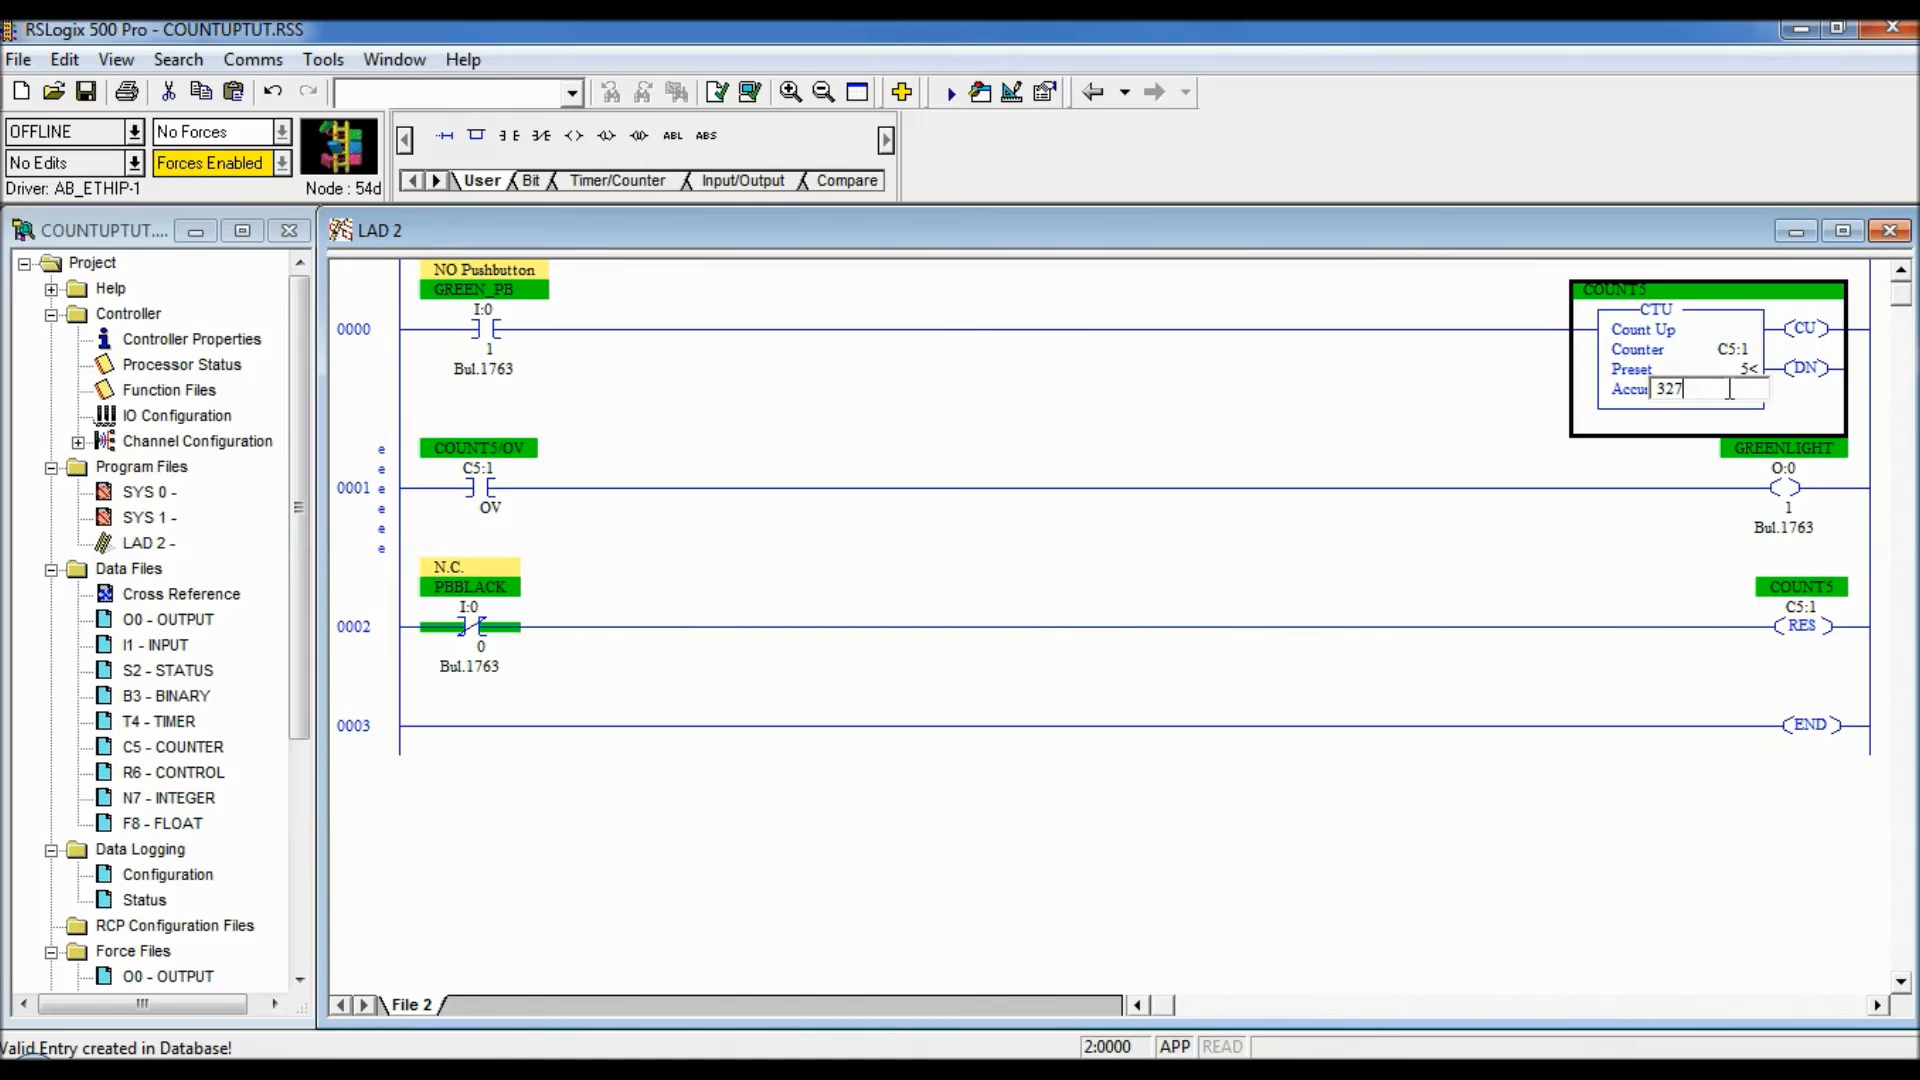 RSLogix 500 Pro - COUNTUPTUT.RSS
File Edit View Search Comms Tools Window Help
OFFLINE No Forces
No Edits Forces Enabled
Driver: AB_ETHIP-1 Node : 54d
ABL ABS
User Bit Timer/Counter Input/Output Compare
COUNTUPTUT....
Project
Help
Controller
Controller Properties
Processor Status
Function Files
IO Configuration
Channel Configuration
Program Files
SYS 0 -
SYS 1 -
LAD 2 -
Data Files
Cross Reference
O0 - OUTPUT
I1 - INPUT
S2 - STATUS
B3 - BINARY
T4 - TIMER
C5 - COUNTER
R6 - CONTROL
N7 - INTEGER
F8 - FLOAT
Data Logging
Configuration
Status
RCP Configuration Files
Force Files
O0 - OUTPUT
LAD 2
NO Pushbutton
GREEN_PB
I:0
0000
1
Bul.1763
COUNT5
CTU
Count Up
Counter C5:1
Preset 5<
Accu 327
CU
DN
COUNT5/OV
C5:1
0001
OV
e
e
e
e
e
e
GREENLIGHT
O:0
1
Bul.1763
N.C.
PBBLACK
I:0
0002
0
Bul.1763
COUNT5
C5:1
RES
0003
END
File 2
Valid Entry created in Database!
2:0000 APP READ